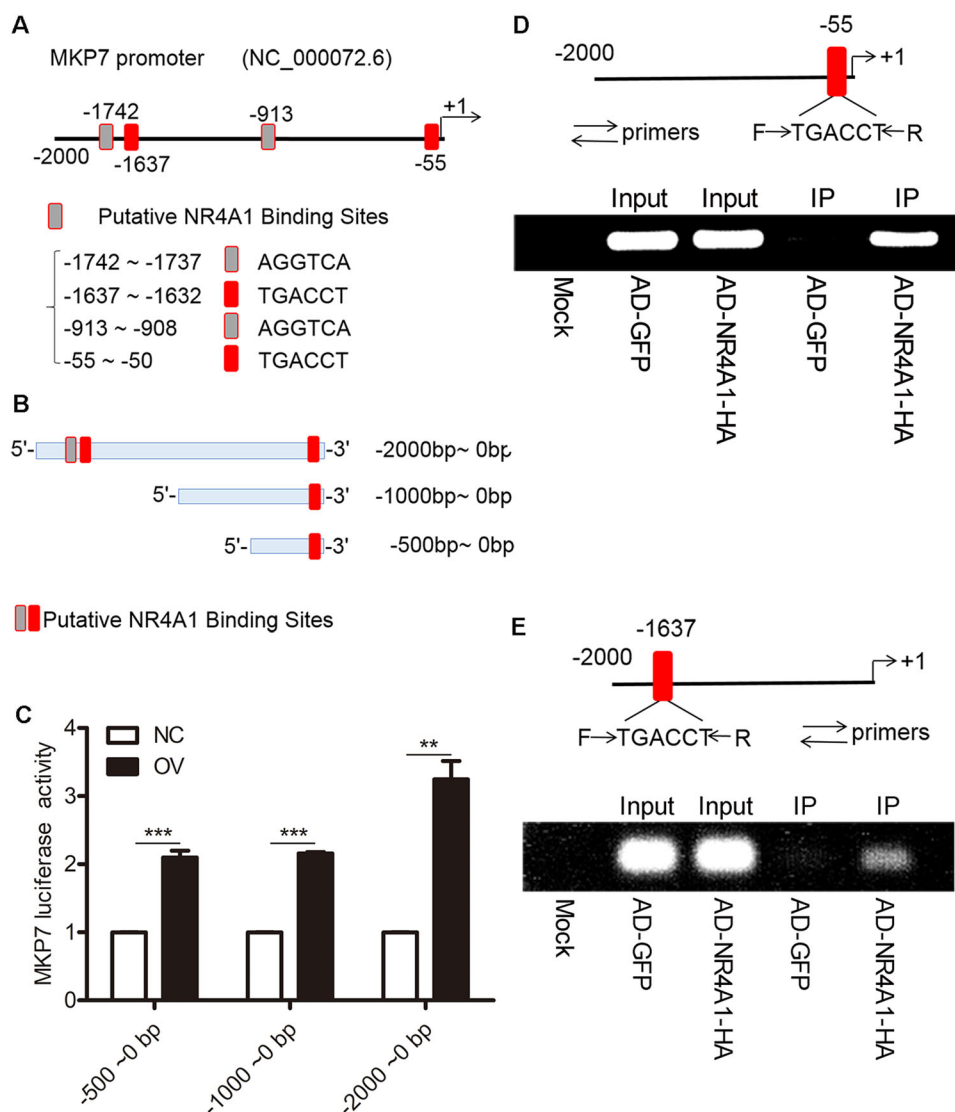 A
MKP7 promoter (NC_000072.6)
-1742
-913
+1
-2000
-1637
-55
Putative NR4A1 Binding Sites
-1742 ~ -1737 AGGTCA
-1637 ~ -1632 TGACCT
-913 ~ -908 AGGTCA
-55 ~ -50 TGACCT
B
5'- -3' -2000bp~ 0bp
5'- -3' -1000bp~ 0bp
5'- -3' -500bp~ 0bp
Putative NR4A1 Binding Sites
C
MKP7 luciferase activity
4
3
2
1
0
NC
OV
***
***
**
-500 ~0 bp
-1000 ~0 bp
-2000 ~0 bp
D
-55
-2000
+1
primers
F→TGACCT←R
Input Input IP IP
Mock
AD-GFP
AD-NR4A1-HA
AD-GFP
AD-NR4A1-HA
E
-1637
-2000
+1
F→TGACCT←R
primers
Input Input IP IP
Mock
AD-GFP
AD-NR4A1-HA
AD-GFP
AD-NR4A1-HA